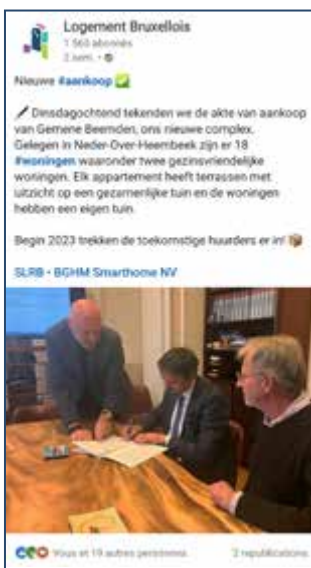 Logement Bruxellois
1 563 abonnés
2 sem. •
Nieuwe #aankoop ✅
🖊 Dinsdagochtend tekenden we de akte van aankoop
van Gemene Beemden, ons nieuwe complex.
Gelegen in Neder-Over-Heembeek zijn er 18
#woningen waaronder twee gezinsvriendelijke
woningen. Elk appartement heeft terrassen met
uitzicht op een gezamenlijke tuin en de woningen
hebben een eigen tuin.
Begin 2023 trekken de toekomstige huurders er in! 📦
SLRB - BGHM Smarthome NV
Vous et 19 autres personnes
2 republications